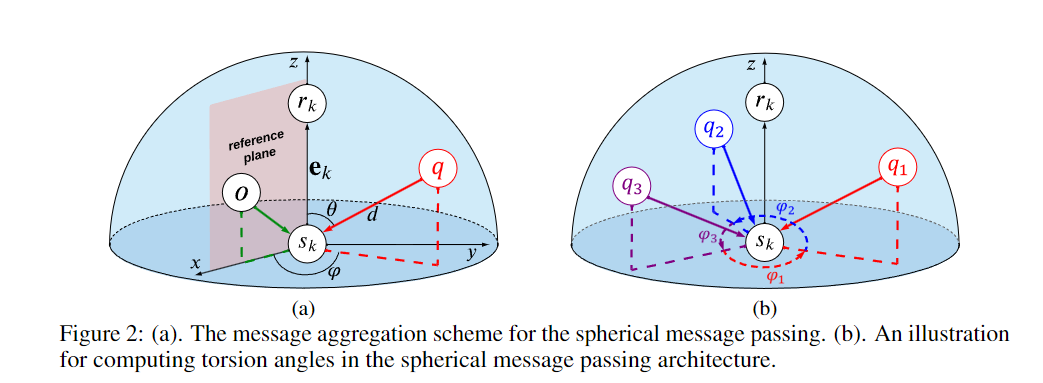 z
r_k
reference
plane
e_k
O
q
θ
d
s_k
y
x
φ
(a)
z
r_k
q_2
q_1
q_3
φ_2
φ_3
s_k
φ_1
(b)
Figure 2: (a). The message aggregation scheme for the spherical message passing. (b). An illustration
for computing torsion angles in the spherical message passing architecture.